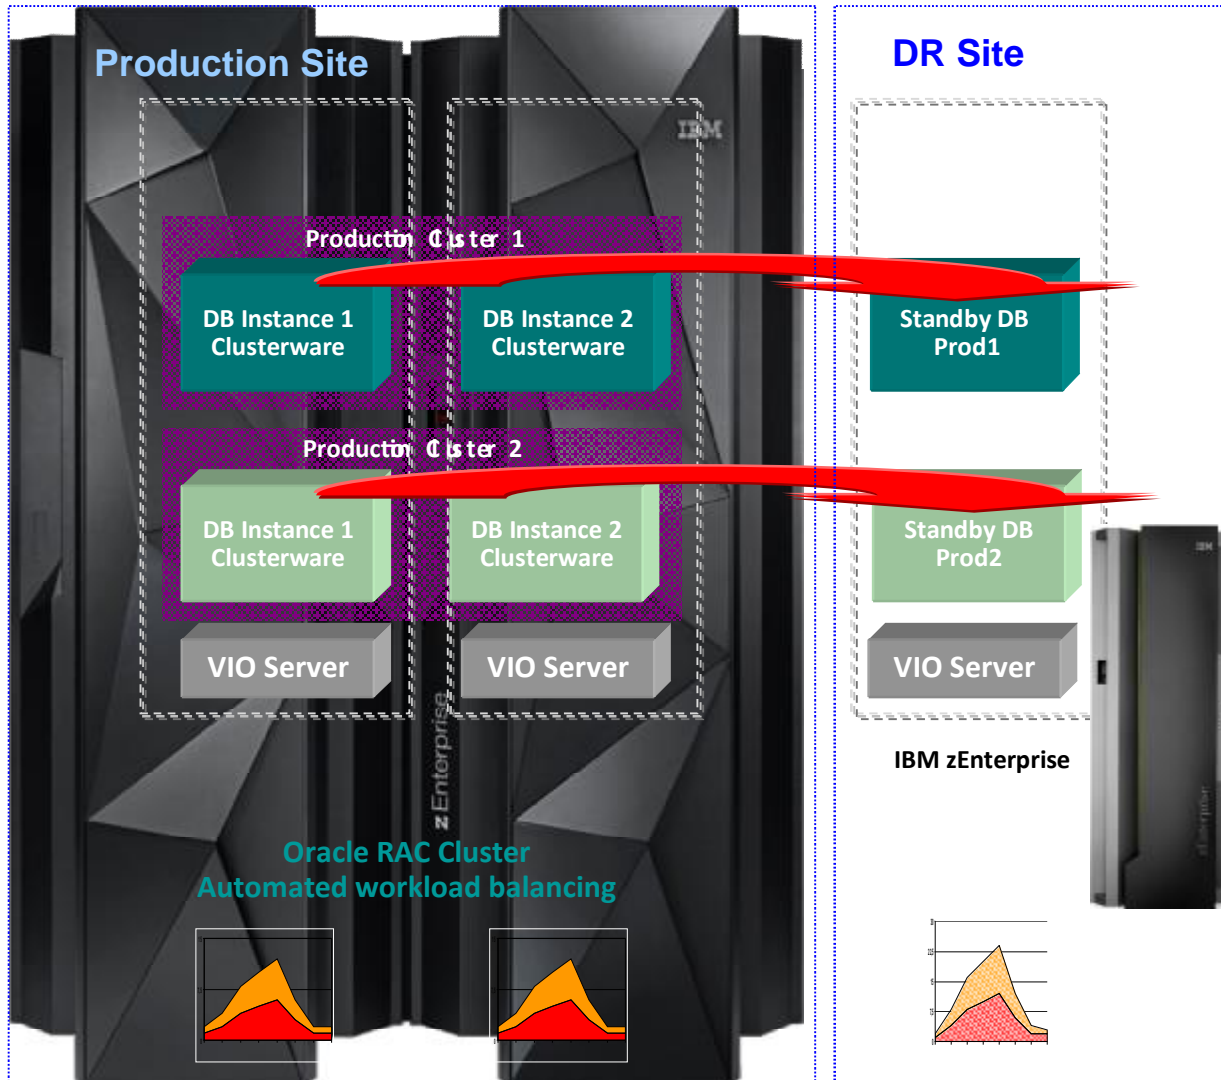 Production Site
DR Site
IBM
Production Cluster 1
DB Instance 1
Clusterware
DB Instance 2
Clusterware
Standby DB
Prod1
Production Cluster 2
DB Instance 1
Clusterware
DB Instance 2
Clusterware
Standby DB
Prod2
IBM
VIO Server
VIO Server
VIO Server
zEnterprise
IBM zEnterprise
zEnterprise
Oracle RAC Cluster
Automated workload balancing